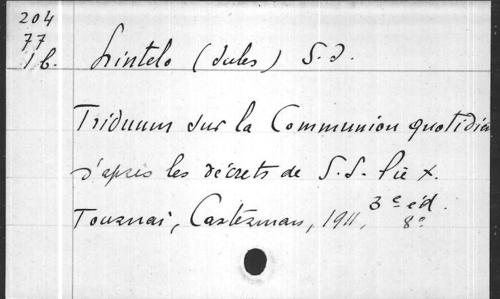 204
77
1b.
Lintelo (Jules) S.J.
Triduum sur la Communion quotidien
d'après les décrets de S.S. Pie X.
Tournai, Casterman, 1911, 3e éd.
8°